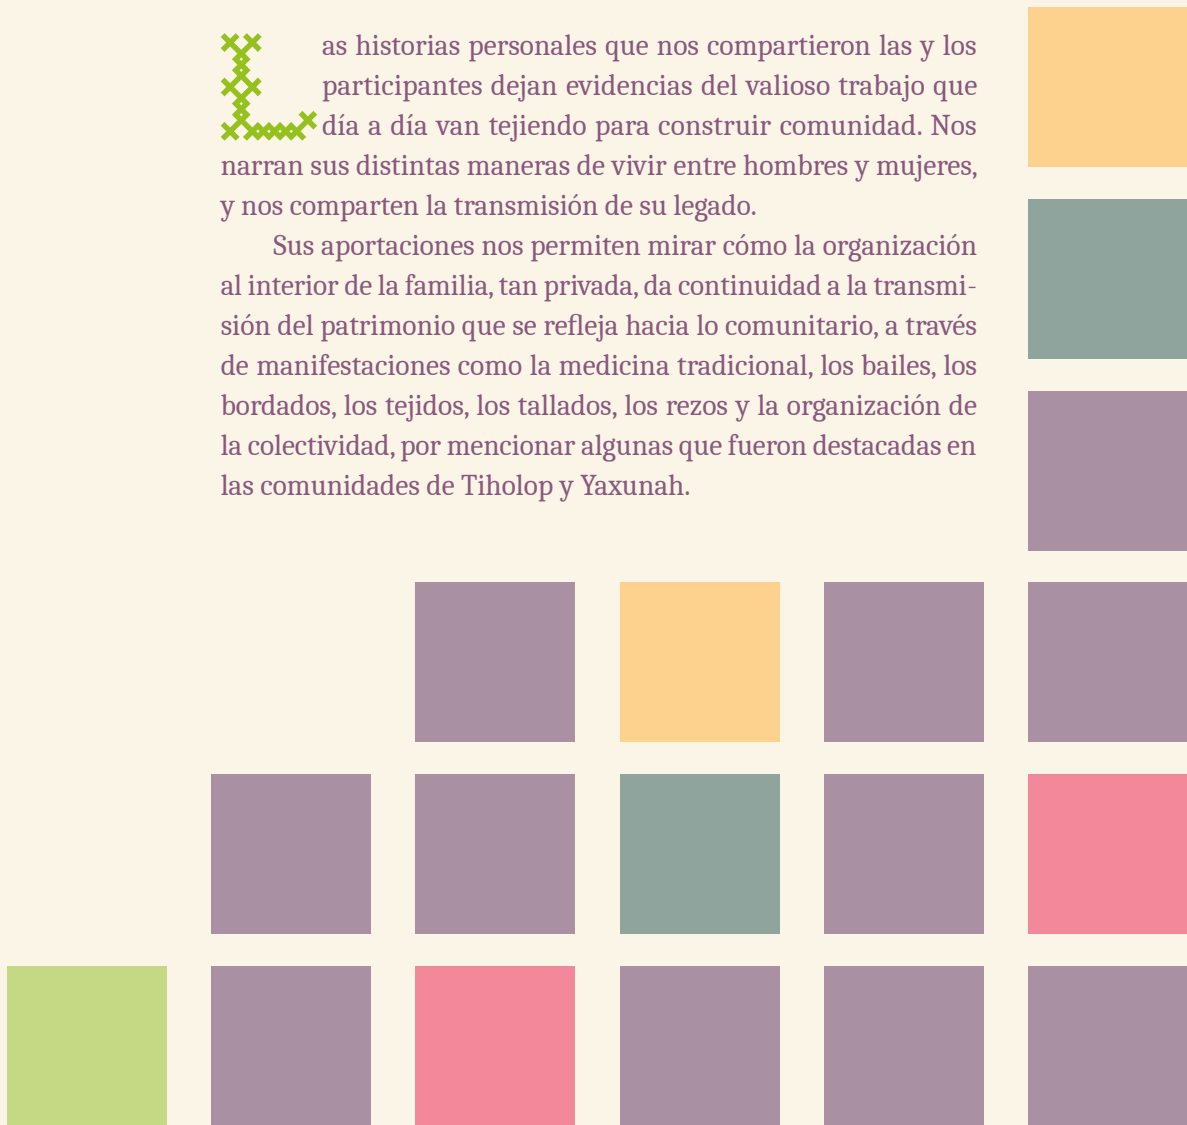 Las historias personales que nos compartieron las y los
participantes dejan evidencias del valioso trabajo que
día a día van tejiendo para construir comunidad. Nos
narran sus distintas maneras de vivir entre hombres y mujeres,
y nos comparten la transmisión de su legado.
Sus aportaciones nos permiten mirar cómo la organización
al interior de la familia, tan privada, da continuidad a la transmi-
sión del patrimonio que se refleja hacia lo comunitario, a través
de manifestaciones como la medicina tradicional, los bailes, los
bordados, los tejidos, los tallados, los rezos y la organización de
la colectividad, por mencionar algunas que fueron destacadas en
las comunidades de Tiholop y Yaxunah.